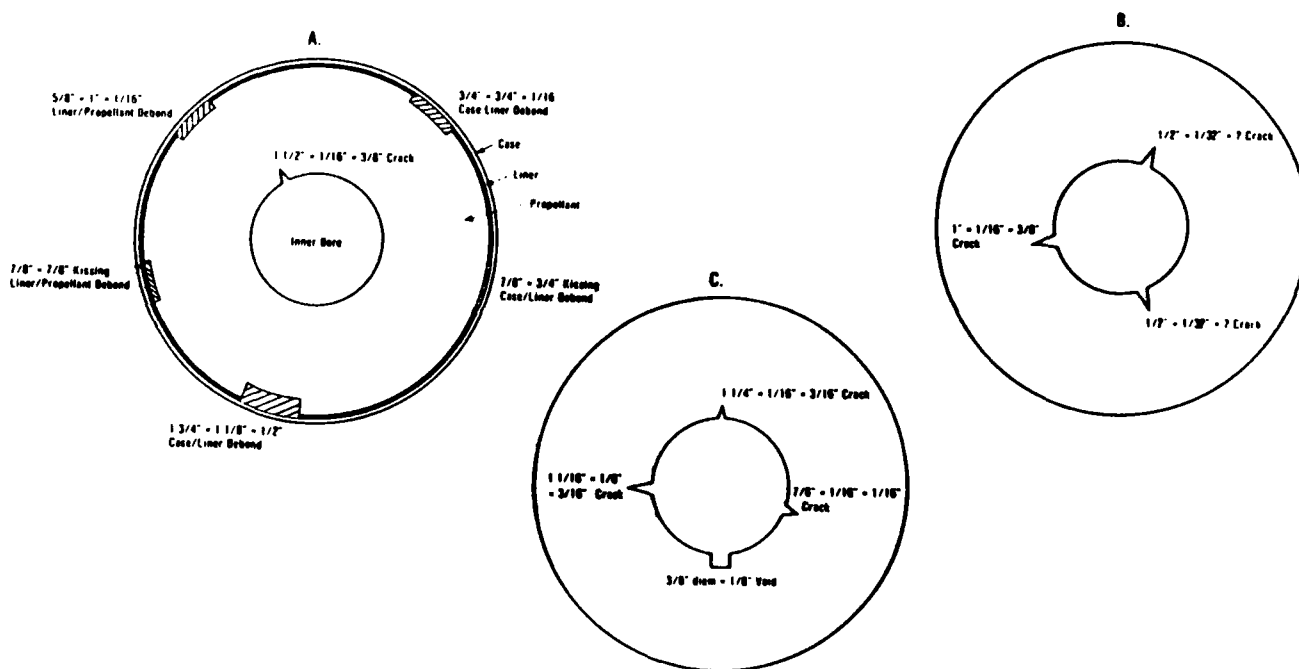 A.
5/8" × 1" × 1/16"
Liner/Propellant Debond
3/4" × 3/4" × 1/16
Case Liner Debond
Case
1 1/2" × 1/16" × 3/8" Crack
Liner
Propellant
Inner Bore
7/8" × 7/8" Kissing
Liner/Propellant Debond
7/8" × 3/4" Kissing
Case/Liner Debond
1 3/4" × 1 1/8" × 1/2"
Case/Liner Debond
B.
1/2" × 1/32" × ? Crack
1" × 1/16" × 3/8"
Crack
1/2" × 1/32" × ? Crack
C.
1 1/4" × 1/16" × 3/16" Crack
1 1/16" × 1/8"
× 3/16" Crack
7/8" × 1/16" × 1/16"
Crack
3/8" diam × 1/8" Void